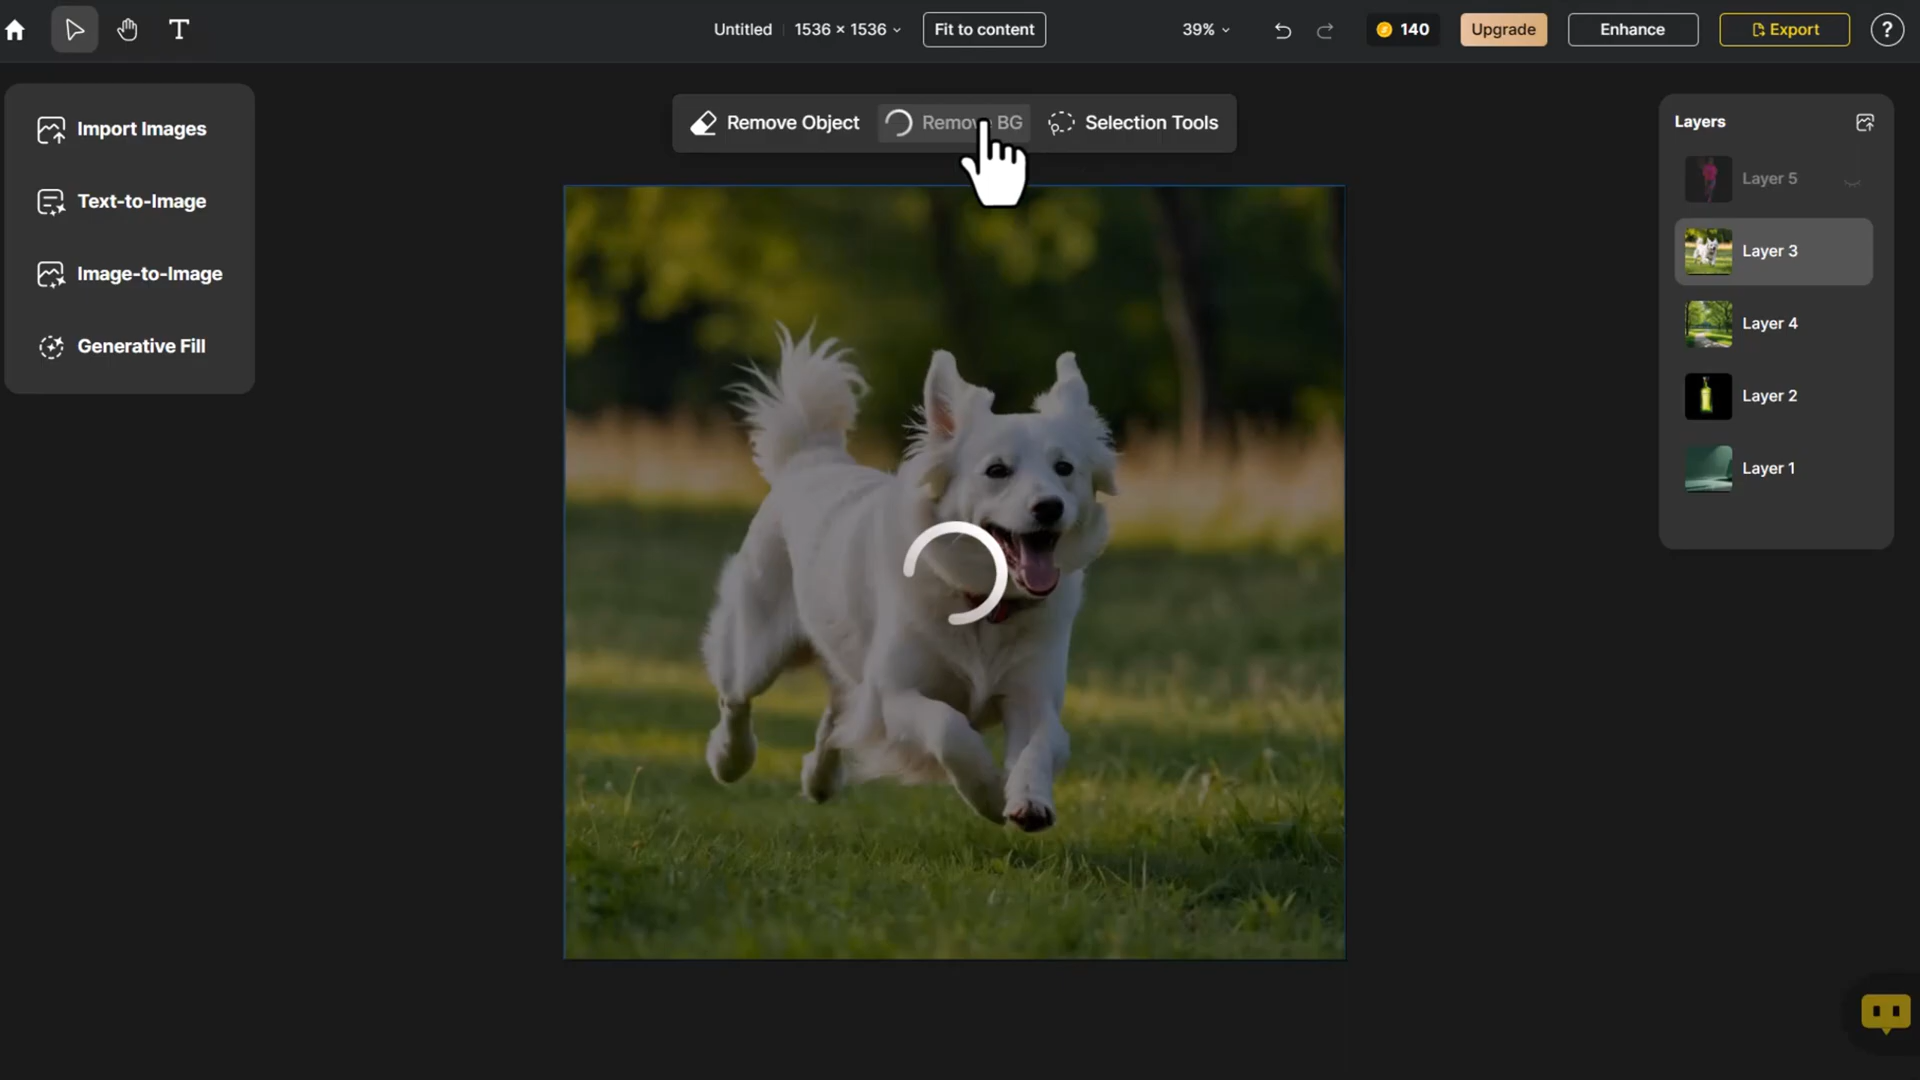 T
Untitled
1536 × 1536
Fit to content
39%
140
Upgrade
Enhance
Export
?
Import Images
Text-to-Image
Image-to-Image
Generative Fill
Remove Object
Remove BG
Selection Tools
Layers
Layer 5
Layer 3
Layer 4
Layer 2
Layer 1